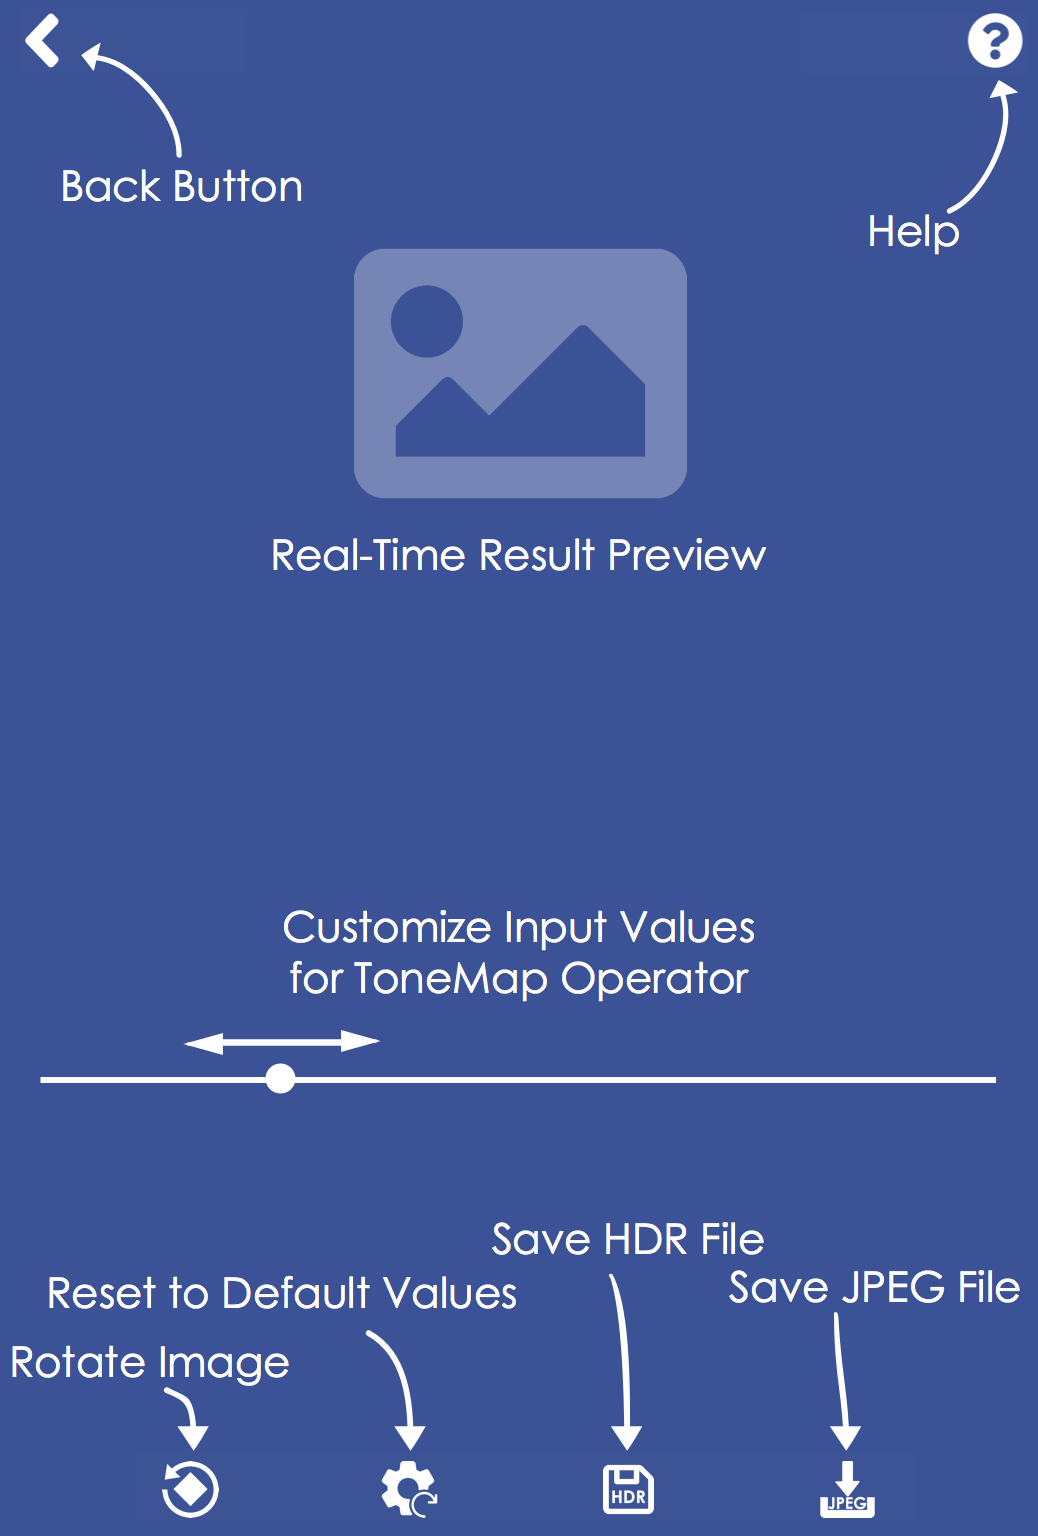 ?
Back Button
Help
Real-Time Result Preview
Customize Input Values
for ToneMap Operator
Save HDR File
Save JPEG File
Reset to Default Values
Rotate Image
HDR
JPEG